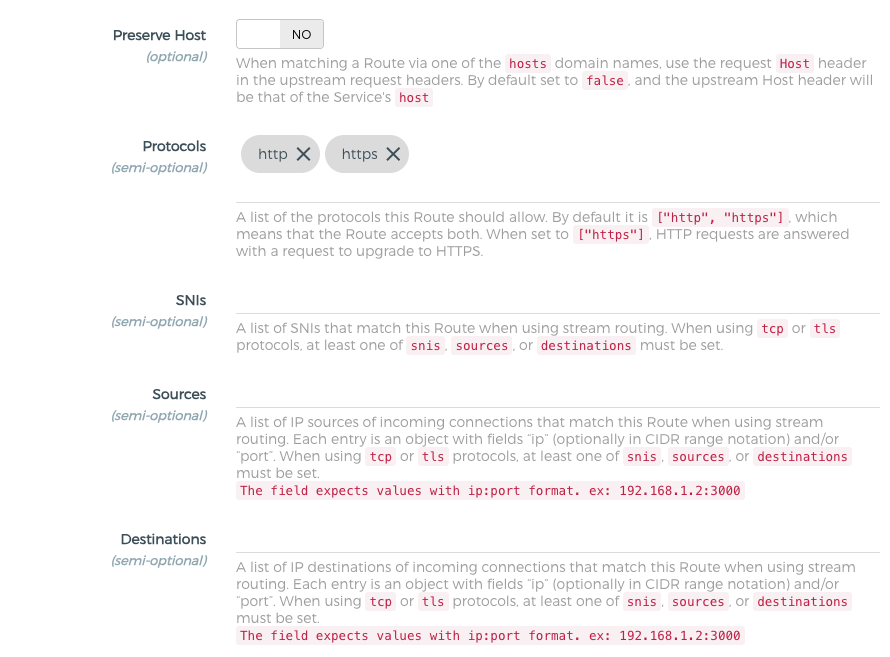 Preserve Host
(optional)
NO
When matching a Route via one of the hosts domain names, use the request Host header
in the upstream request headers. By default set to false, and the upstream Host header will
be that of the Service's host
Protocols
(semi-optional)
http
https
A list of the protocols this Route should allow. By default it is ["http", "https"], which
means that the Route accepts both. When set to ["https"], HTTP requests are answered
with a request to upgrade to HTTPS.
SNIs
(semi-optional)
A list of SNIs that match this Route when using stream routing. When using tcp or tls
protocols, at least one of snis, sources, or destinations must be set.
Sources
(semi-optional)
A list of IP sources of incoming connections that match this Route when using stream
routing. Each entry is an object with fields “ip” (optionally in CIDR range notation) and/or
“port”. When using tcp or tls protocols, at least one of snis, sources, or destinations
must be set.
The field expects values with ip:port format. ex: 192.168.1.2:3000
Destinations
(semi-optional)
A list of IP destinations of incoming connections that match this Route when using stream
routing. Each entry is an object with fields “ip” (optionally in CIDR range notation) and/or
“port”. When using tcp or tls protocols, at least one of snis, sources, or destinations
must be set.
The field expects values with ip:port format. ex: 192.168.1.2:3000